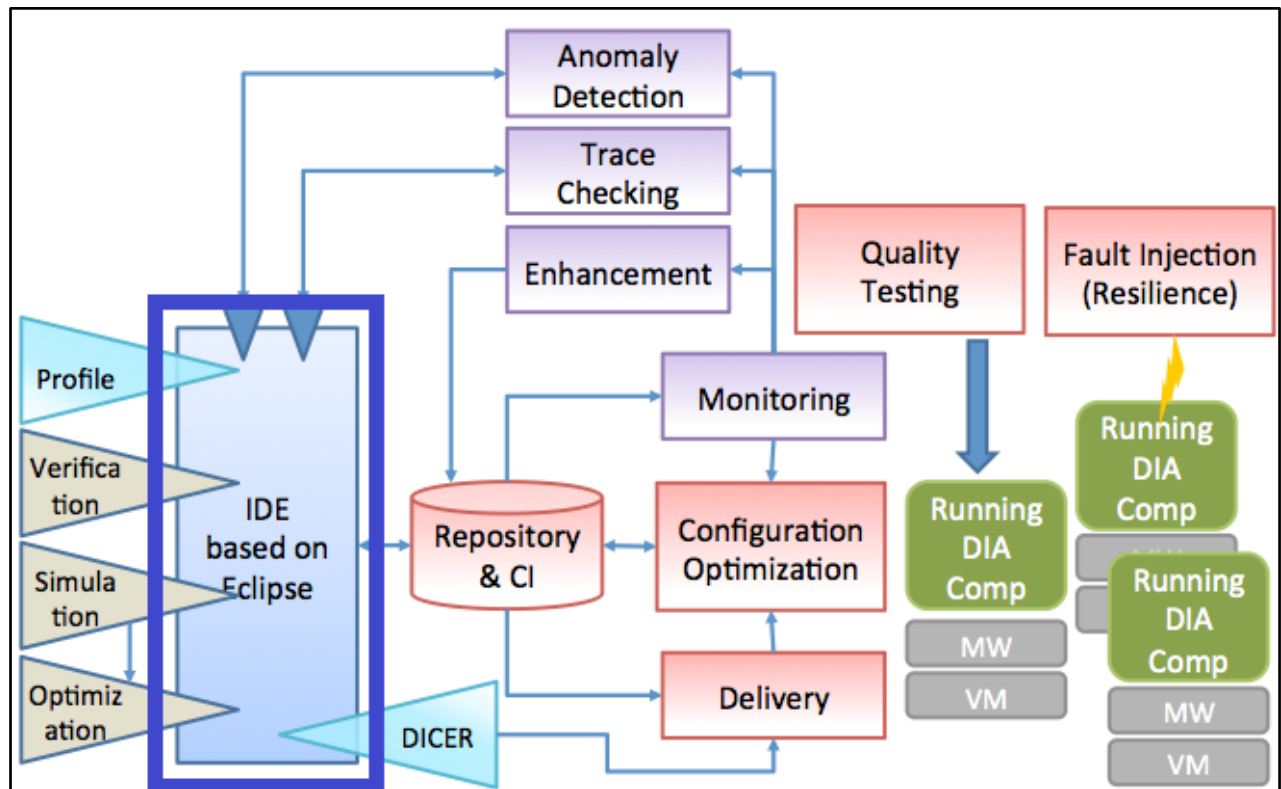 Anomaly
Detection
Trace
Checking
Enhancement
Quality
Testing
Fault Injection
(Resilience)
Profile
Verifica
tion
Simula
tion
Optimiz
ation
IDE
based on
Eclipse
Repository
& CI
Monitoring
Configuration
Optimization
Delivery
DICER
Running
DIA
Comp
MW
VM
Running
DIA
Comp
Running
DIA
Comp
MW
VM